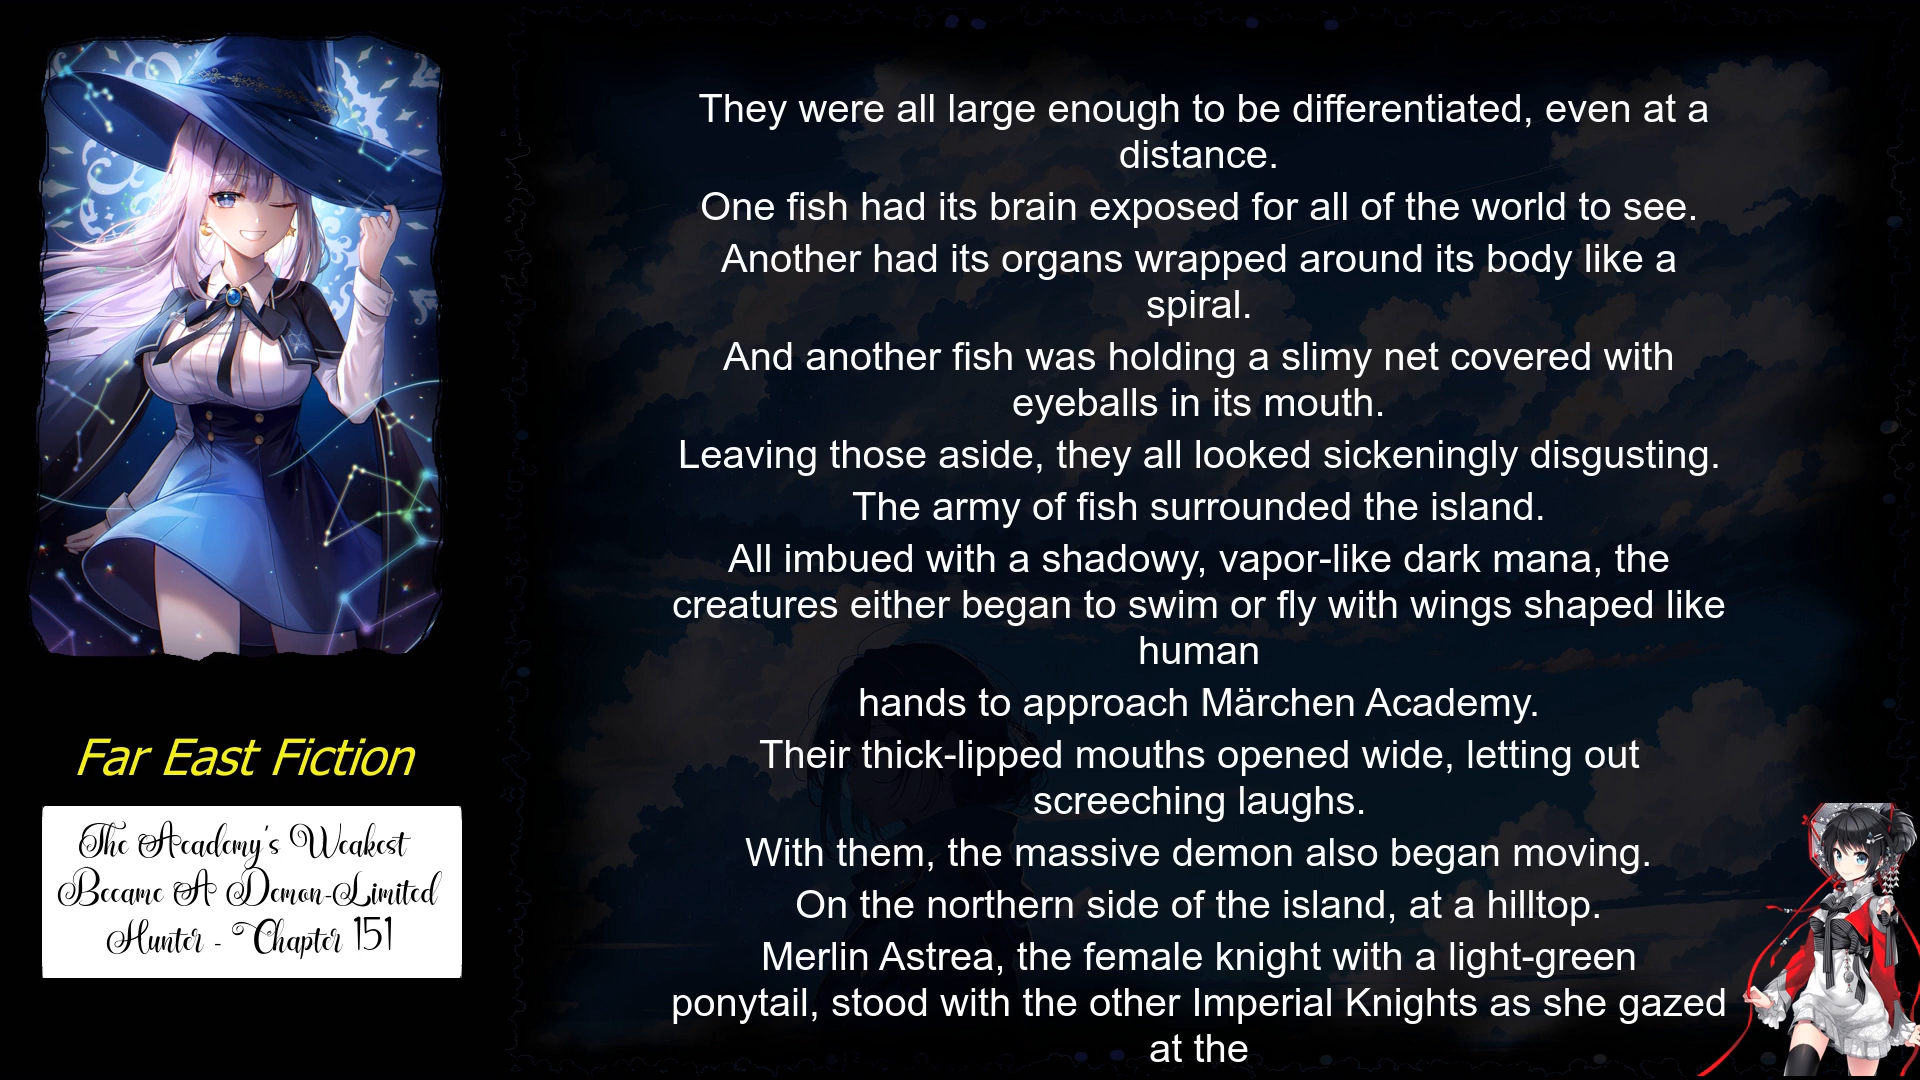 They were all large enough to be differentiated, even at a
distance.
One fish had its brain exposed for all of the world to see.
Another had its organs wrapped around its body like a
spiral.
And another fish was holding a slimy net covered with
eyeballs in its mouth.
Leaving those aside, they all looked sickeningly disgusting.
The army of fish surrounded the island.
All imbued with a shadowy, vapor-like dark mana, the
creatures either began to swim or fly with wings shaped like
human
hands to approach Märchen Academy.
Their thick-lipped mouths opened wide, letting out
screeching laughs.
With them, the massive demon also began moving.
On the northern side of the island, at a hilltop.
Merlin Astrea, the female knight with a light-green
ponytail, stood with the other Imperial Knights as she gazed
at the
Far East Fiction
The Academy's Weakest
Became A Demon-Limited
Hunter - Chapter 151